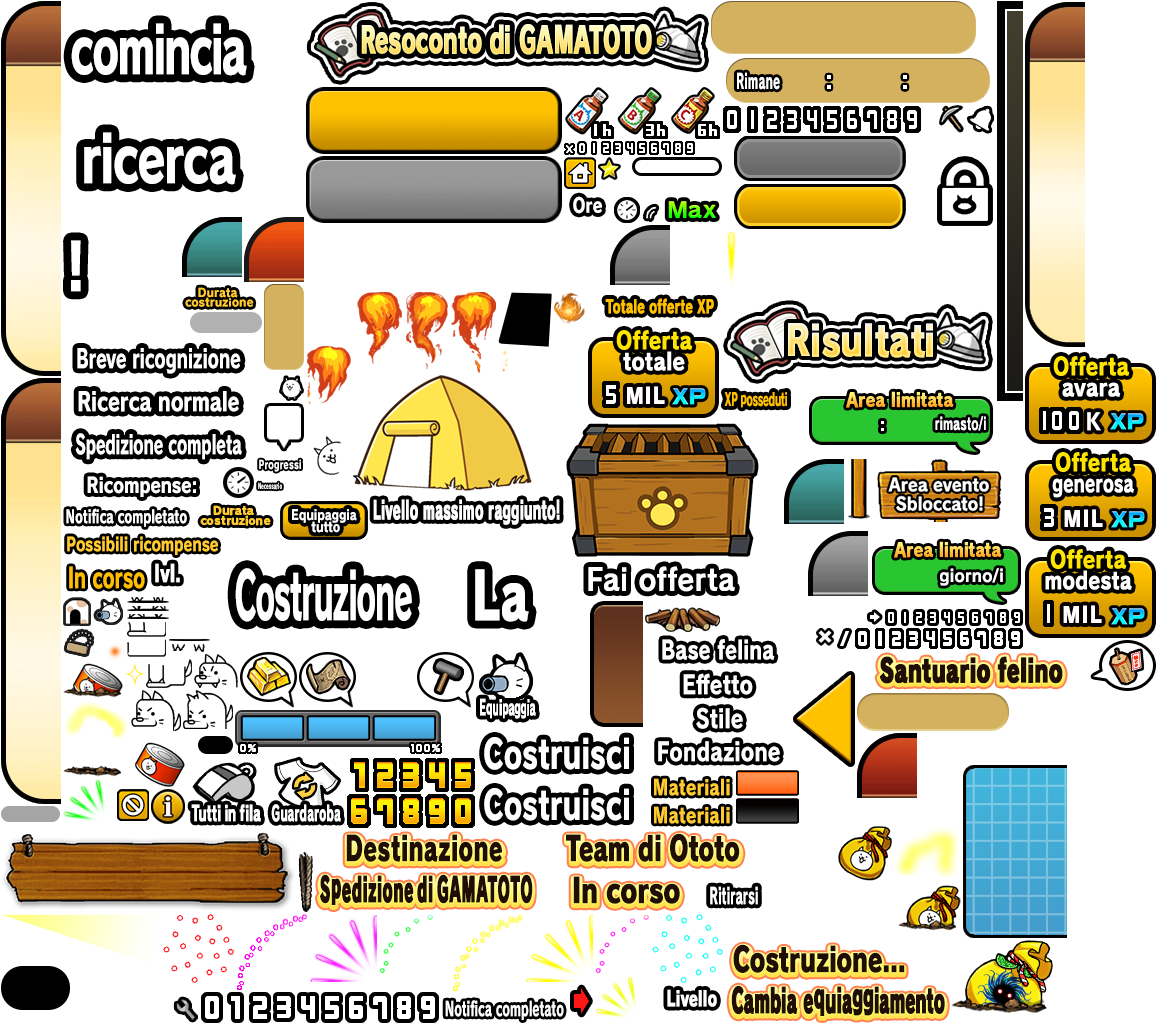 comincia
ricerca
!
Resoconto di GAMATOTO
Rimane : :
A B C
1h 3h 6h
0123456789
x0123456789
Ore
Max
Durata
costruzione
Totale offerte XP
Offerta
totale
5 MIL XP
XP posseduti
Risultati
Area limitata
: rimasto/i
Offerta
avara
100K XP
Breve ricognizione
Ricerca normale
Spedizione completa
Ricompense:
Progressi
Necessario
Notifica completato
Durata
costruzione
Equipaggia
tutto
Livello massimo raggiunto!
Possibili ricompense
In corso
lvl.
Area evento
Sbloccato!
Offerta
generosa
3 MIL XP
Area limitata
giorno/i
Offerta
modesta
1 MIL XP
Costruzione
La
Fai offerta
→0123456789
×/0123456789
Base felina
Effetto
Stile
Fondazione
Materiali
Materiali
Santuario felino
Equipaggia
0% 100%
Costruisci
Costruisci
12345
67890
i
Tutti in fila
Guardaroba
Destinazione
Spedizione di GAMATOTO
Team di Ototo
In corso
Ritirarsi
0123456789
Notifica completato
Livello
Costruzione...
Cambia equiaggiamento